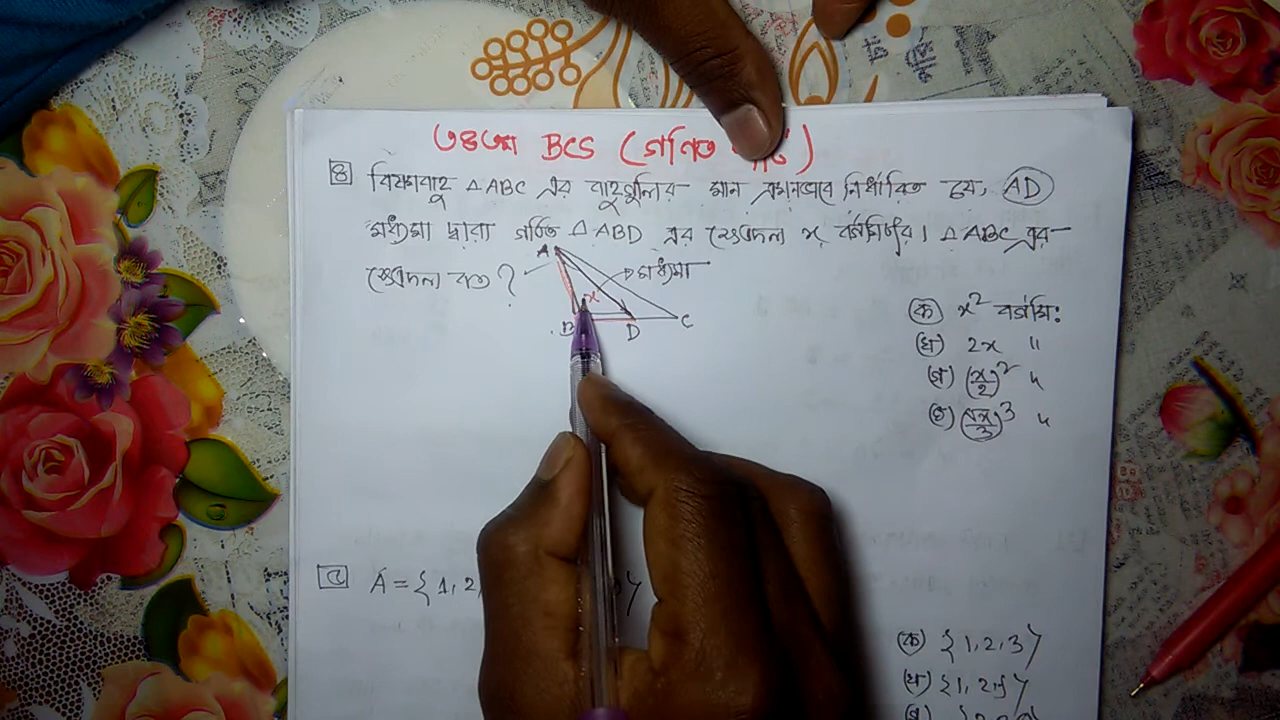 ৩৪তম BCS (গণিত
৪ বিষমবাহু △ABC এর বাহুগুলির মান এমনভাবে নির্ধারিত যে, AD
মধ্যমা দ্বারা গঠিত △ABD এর ক্ষেত্রফল x বর্গমিটার। △ABC এর
ক্ষেত্রফল কত?
A
মধ্যমা
x
B D C
(ক) x² বর্গমি:
(খ) 2x "
(গ) (x/2)² "
(ঘ) (√x/3)³ "
৫ A = {1, 2,
(ক) {1, 2, 3}
(খ) {1, 2,
(গ)